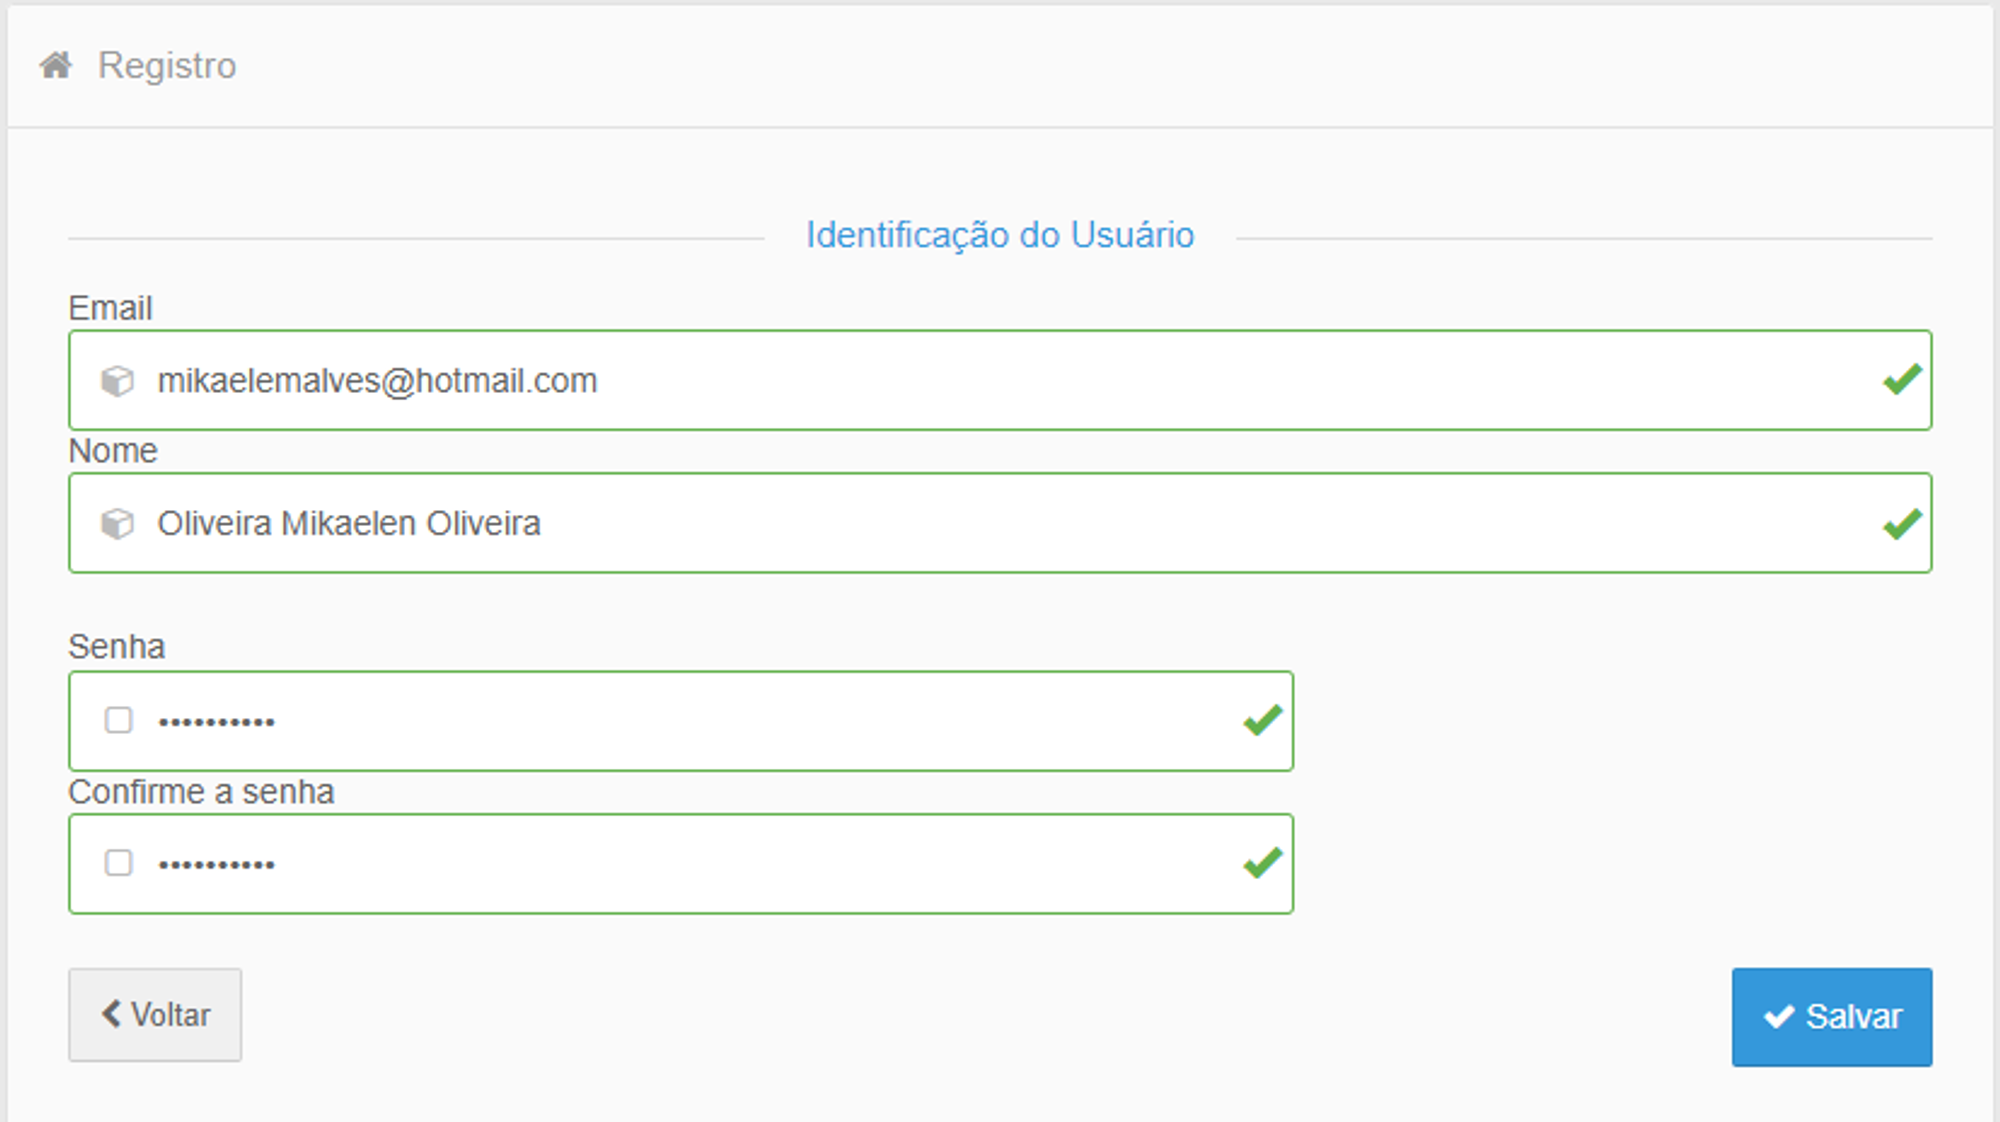 Registro
Identificação do Usuário
Email
mikaelemalves@hotmail.com
Nome
Oliveira Mikaelen Oliveira
Senha
••••••••••
Confirme a senha
••••••••••
Voltar
Salvar